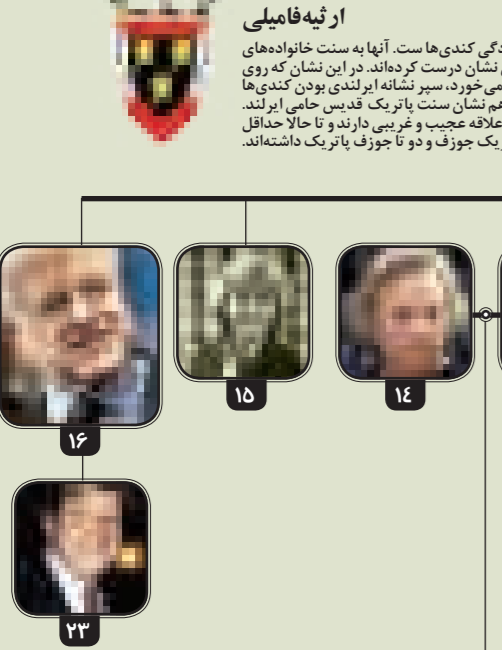 ارثیه‌فامیلی
دگی کندی‌ها ست. آنها به سنت خانواده‌های
نشان درست کرده‌اند. در این نشان که روی
می‌خورد، سپر نشانه ایرلندی بودن کندی‌ها
هم نشان سنت پاتریک قدیس حامی ایرلند.
علاقه عجیب و غریبی دارند و تا حالا حداقل
یک جوزف و دو تا جوزف پاتریک داشته‌اند.
۱۴
۱۵
۱۶
۲۳